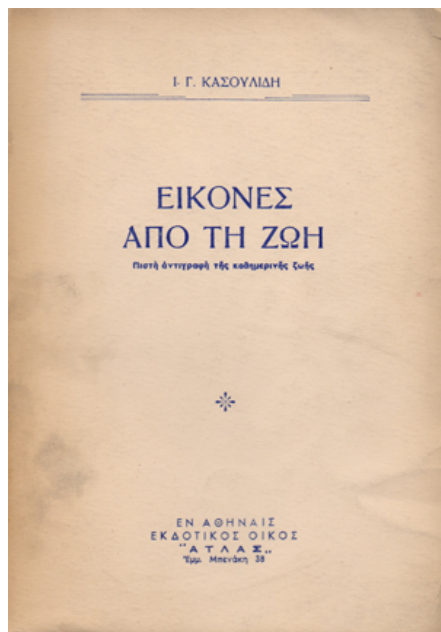 Ι. Γ. ΚΑΣΟΥΛΙΔΗ
ΕΙΚΟΝΕΣ
ΑΠΟ ΤΗ ΖΩΗ
Πιστὴ ἀντιγραφὴ τῆς καθημερινῆς ζωῆς
ΕΝ ΑΘΗΝΑΙΣ
ΕΚΔΟΤΙΚΟΣ ΟΙΚΟΣ
"ΑΤΛΑΣ„
Ἐμμ. Μπενάκη 38